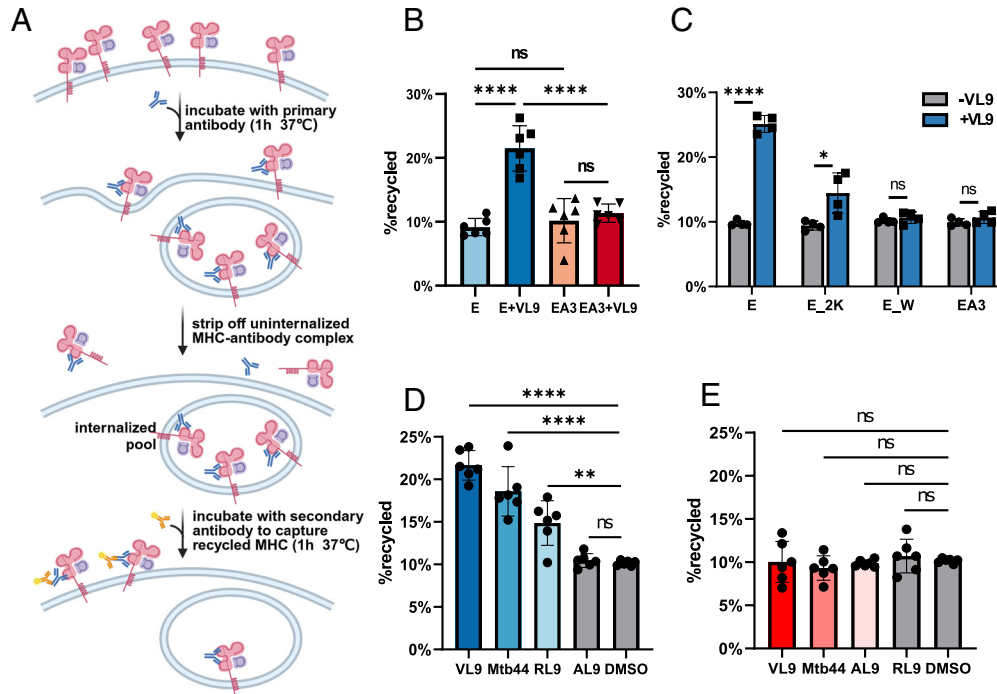 A
incubate with primary
antibody (1h 37℃)
strip off uninternalized
MHC-antibody complex
internalized
pool
incubate with secondary
antibody to capture
recycled MHC (1h 37℃)
B
ns
**** ****
ns
%recycled
30%
20%
10%
0%
E E+VL9 EA3 EA3+VL9
C
-VL9
+VL9
****
*
ns ns
%recycled
30%
20%
10%
0%
E E_2K E_W EA3
D
****
****
**
ns
%recycled
25%
20%
15%
10%
5%
0%
VL9 Mtb44 RL9 AL9 DMSO
E
ns
ns
ns
ns
%recycled
25%
20%
15%
10%
5%
0%
VL9 Mtb44 AL9 RL9 DMSO